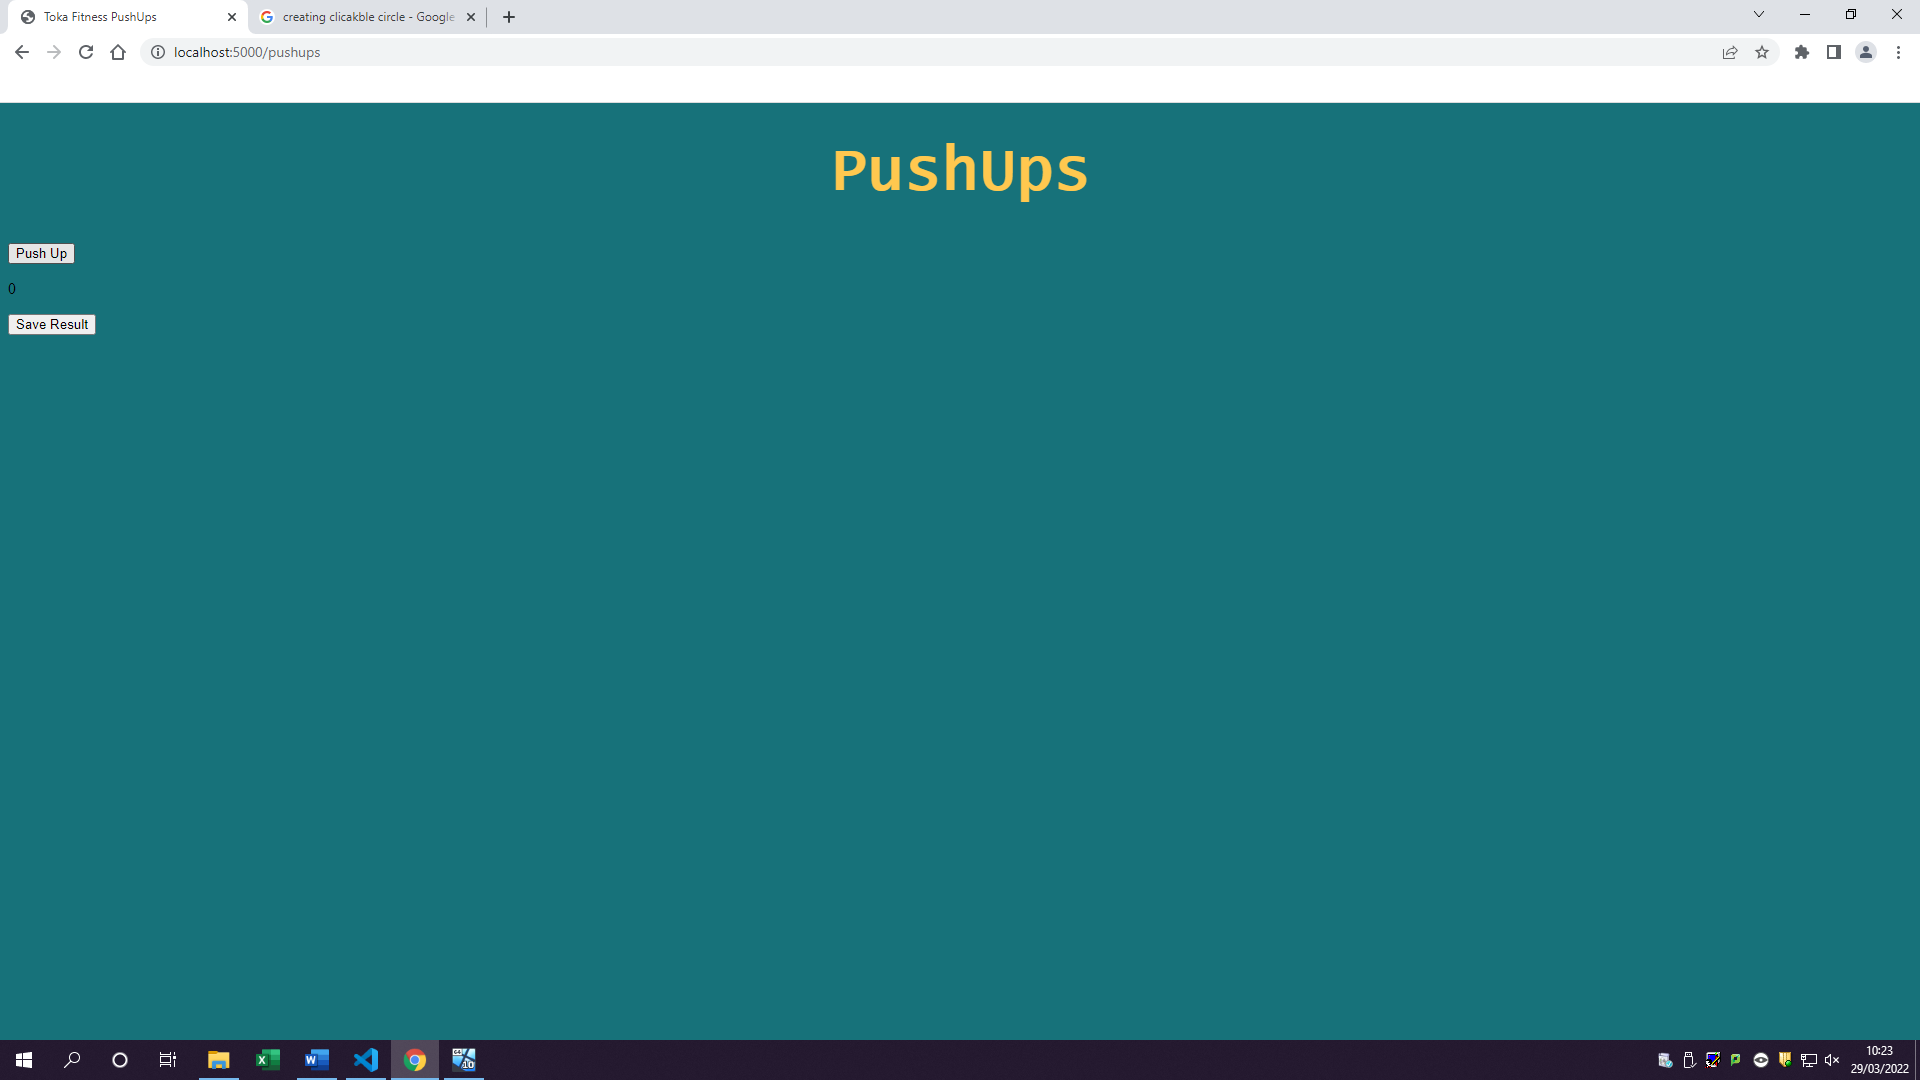 Toka Fitness PushUps
creating clicakble circle - Google
localhost:5000/pushups
PushUps
Push Up
0
Save Result
10:23
29/03/2022